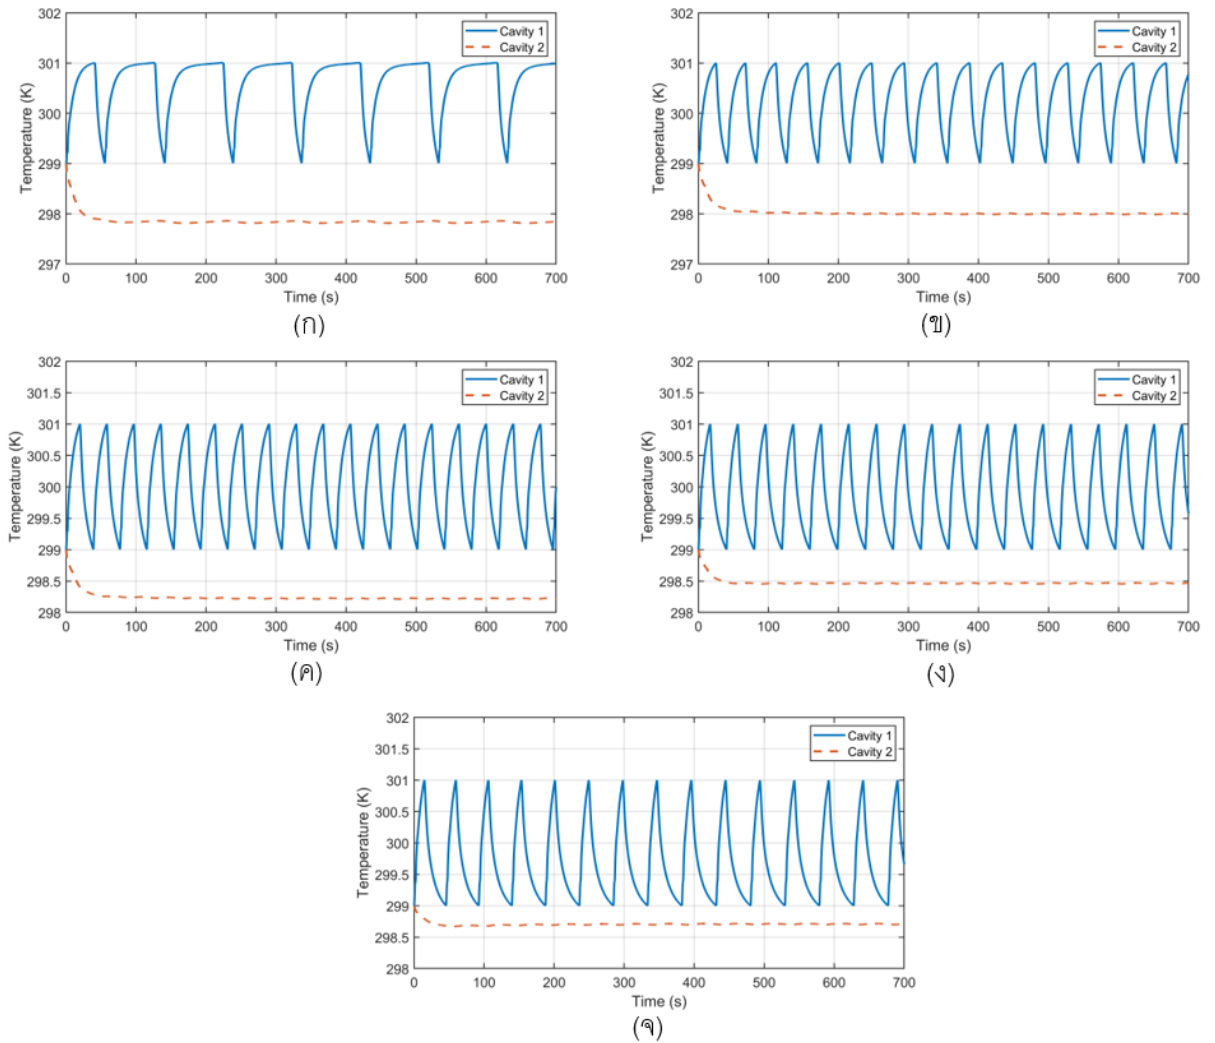 302
301
300
299
298
297
Temperature (K)
Cavity 1
Cavity 2
0 100 200 300 400 500 600 700
Time (s)
(ก)
302
301
300
299
298
297
Temperature (K)
Cavity 1
Cavity 2
0 100 200 300 400 500 600 700
Time (s)
(ข)
302
301.5
301
300.5
300
299.5
299
298.5
298
Temperature (K)
Cavity 1
Cavity 2
0 100 200 300 400 500 600 700
Time (s)
(ค)
302
301.5
301
300.5
300
299.5
299
298.5
298
Temperature (K)
Cavity 1
Cavity 2
0 100 200 300 400 500 600 700
Time (s)
(ง)
302
301.5
301
300.5
300
299.5
299
298.5
298
Temperature (K)
Cavity 1
Cavity 2
0 100 200 300 400 500 600 700
Time (s)
(จ)